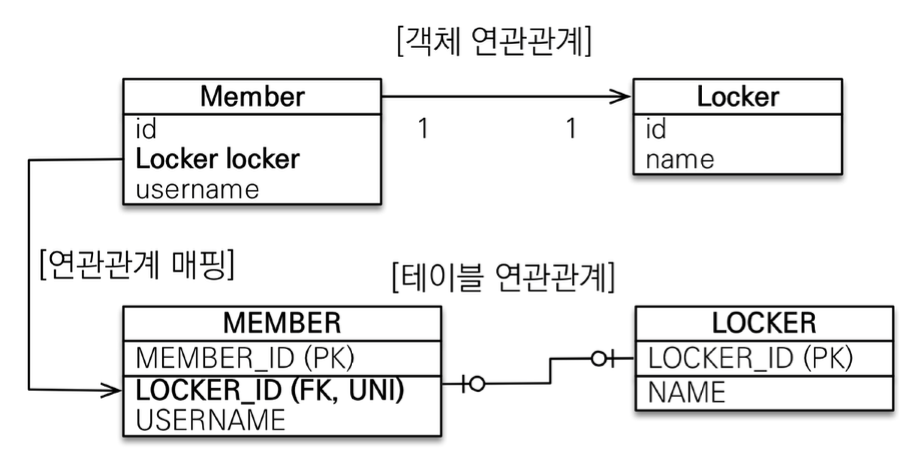 [객체 연관관계]
Member
id
Locker locker
username
1
1
Locker
id
name
[연관관계 매핑]
[테이블 연관관계]
MEMBER
MEMBER_ID (PK)
LOCKER_ID (FK, UNI)
USERNAME
LOCKER
LOCKER_ID (PK)
NAME